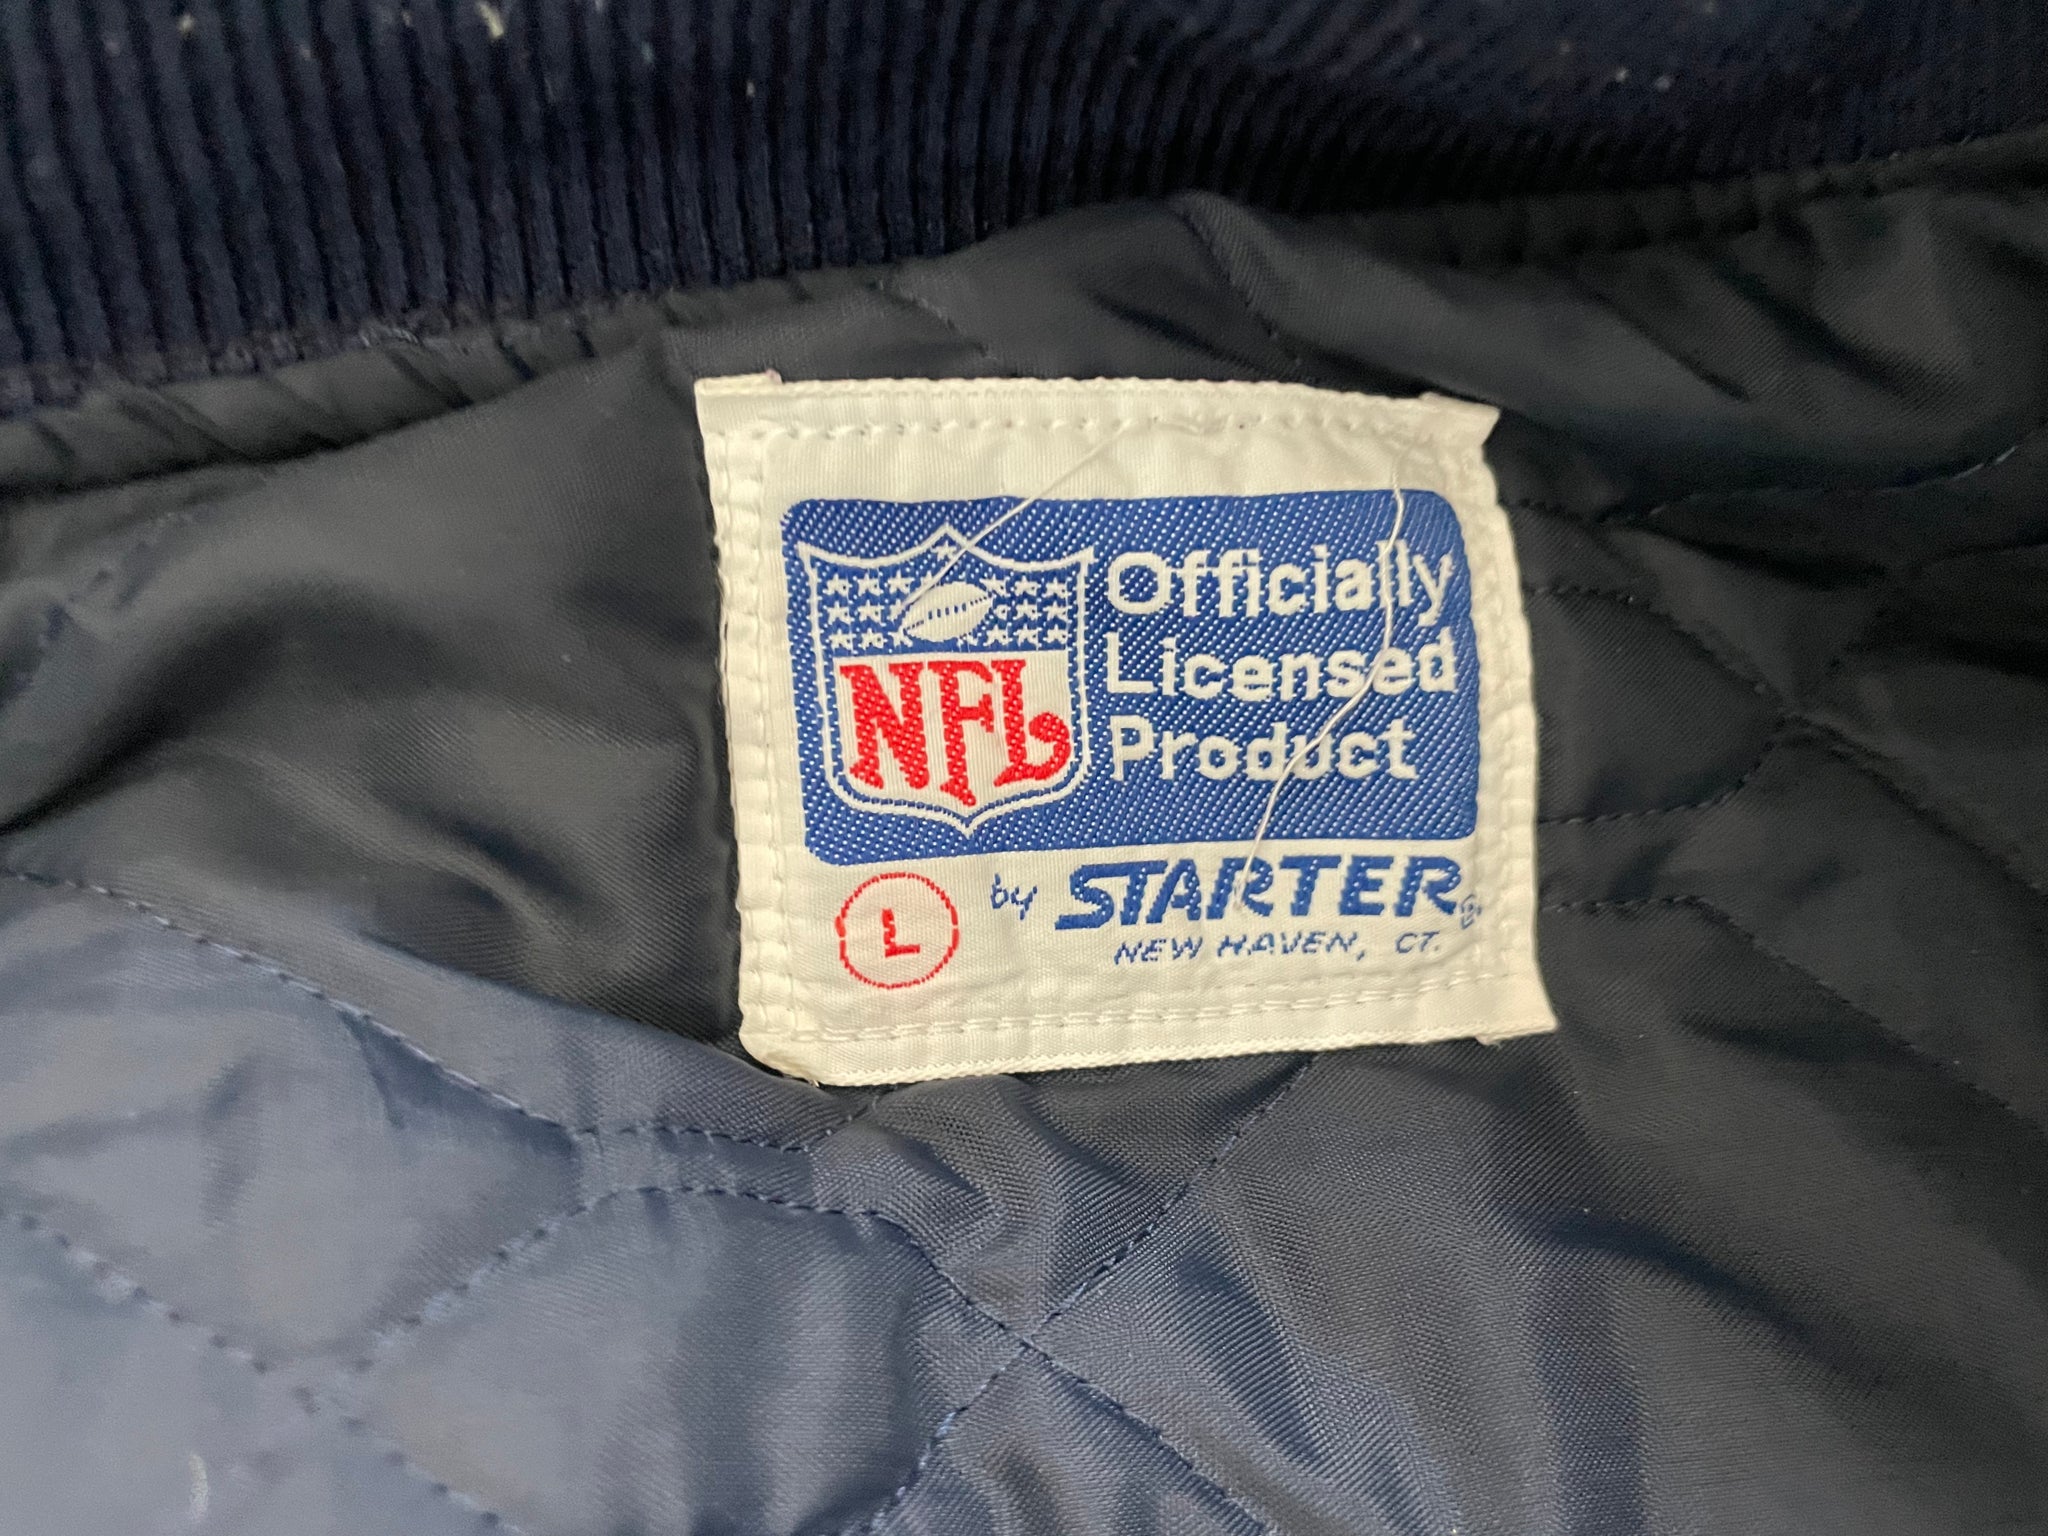 NFL
Officially
Licensed
Product
L
by STARTER®
NEW HAVEN, CT.